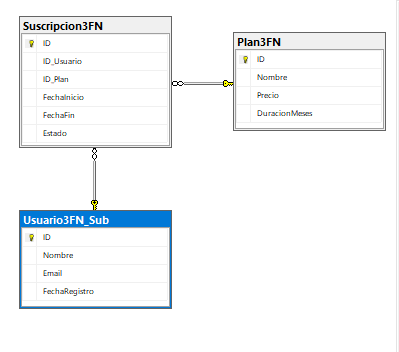 Suscripcion3FN
ID
ID_Usuario
ID_Plan
FechaInicio
FechaFin
Estado
Plan3FN
ID
Nombre
Precio
DuracionMeses
Usuario3FN_Sub
ID
Nombre
Email
FechaRegistro